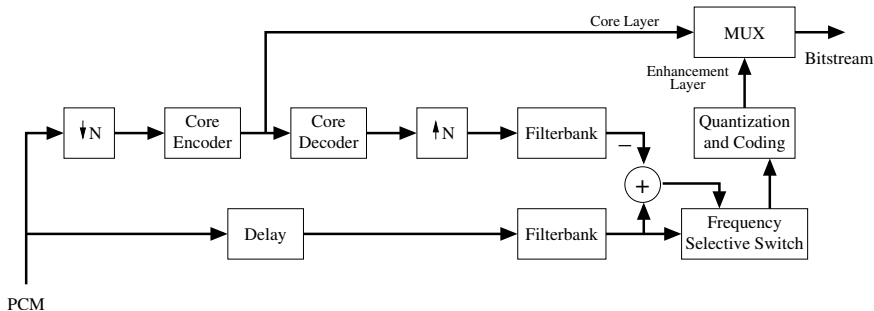 Core Layer
MUX
Bitstream
Enhancement
Layer
↓N
Core
Encoder
Core
Decoder
↑N
Filterbank
Quantization
and Coding
−
+
Delay
Filterbank
Frequency
Selective Switch
PCM